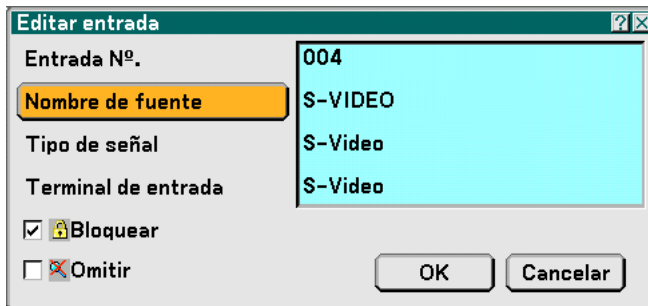 Editar entrada
Entrada Nº. 004
Nombre de fuente S-VIDEO
Tipo de señal S-Video
Terminal de entrada S-Video
Bloquear
Omitir OK Cancelar